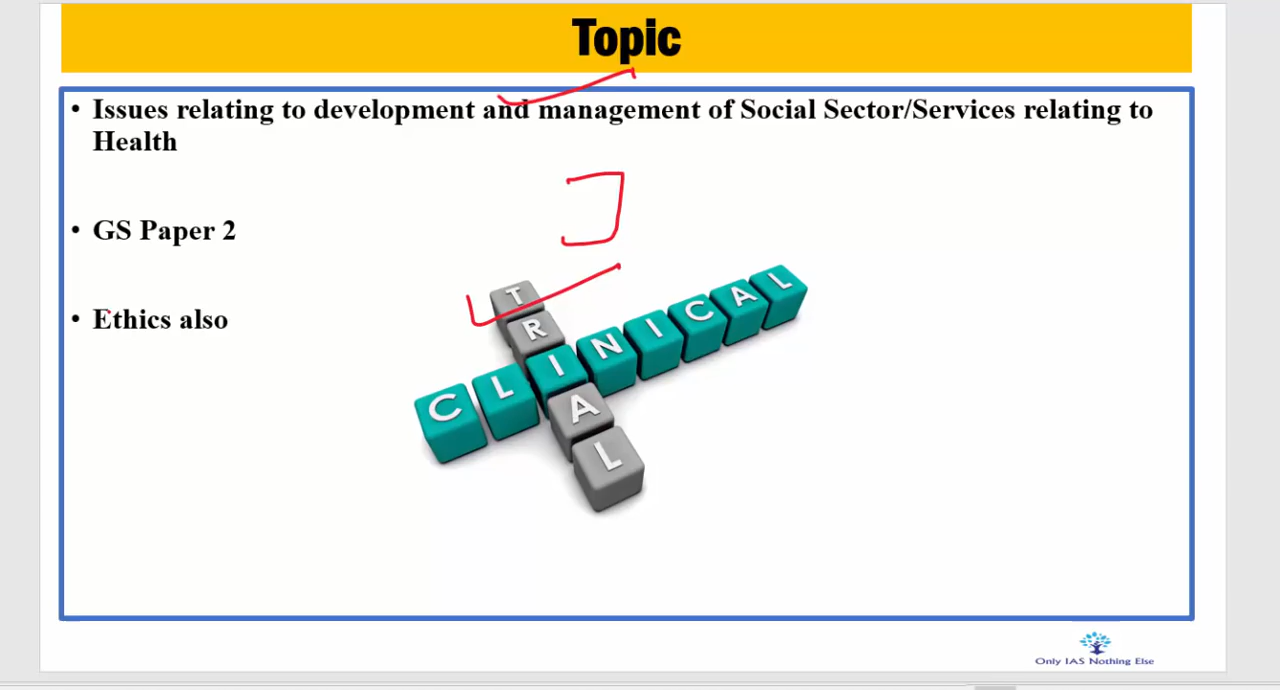 Topic
• Issues relating to development and management of Social Sector/Services relating to
Health
• GS Paper 2
• Ethics also
TRIAL
CLINICAL
Only IAS Nothing Else